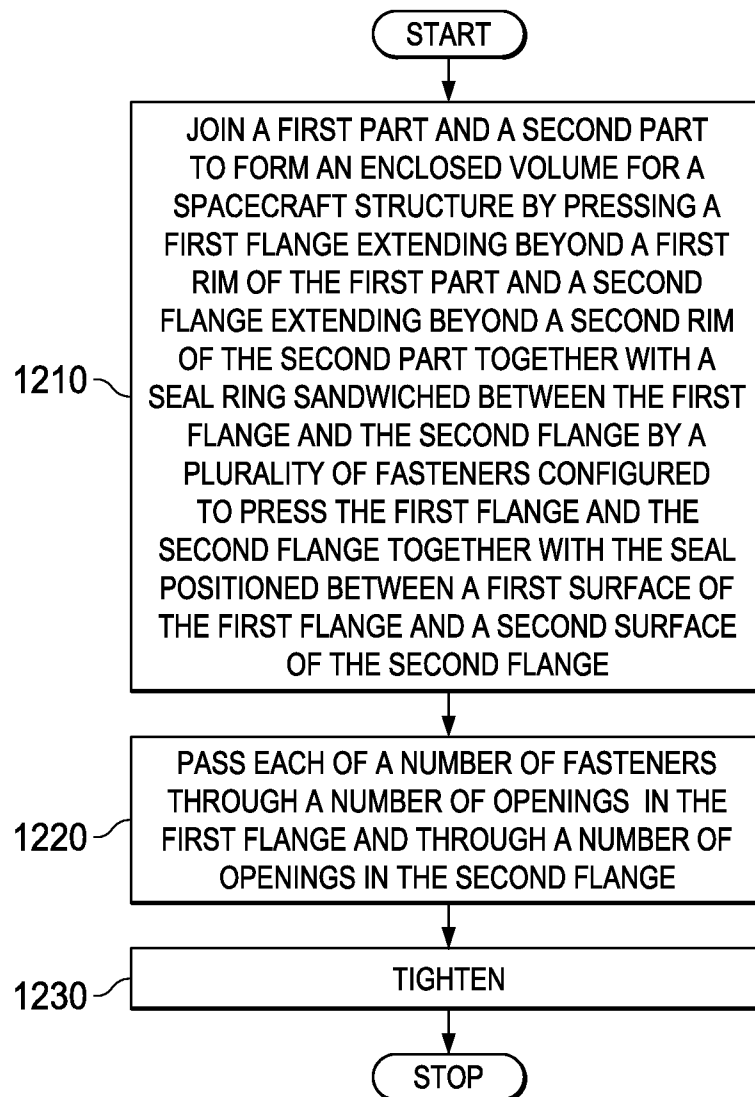 START
JOIN A FIRST PART AND A SECOND PART
TO FORM AN ENCLOSED VOLUME FOR A
SPACECRAFT STRUCTURE BY PRESSING A
FIRST FLANGE EXTENDING BEYOND A FIRST
RIM OF THE FIRST PART AND A SECOND
FLANGE EXTENDING BEYOND A SECOND RIM
OF THE SECOND PART TOGETHER WITH A
1210
SEAL RING SANDWICHED BETWEEN THE FIRST
FLANGE AND THE SECOND FLANGE BY A
PLURALITY OF FASTENERS CONFIGURED
TO PRESS THE FIRST FLANGE AND THE
SECOND FLANGE TOGETHER WITH THE SEAL
POSITIONED BETWEEN A FIRST SURFACE OF
THE FIRST FLANGE AND A SECOND SURFACE
OF THE SECOND FLANGE
PASS EACH OF A NUMBER OF FASTENERS
THROUGH A NUMBER OF OPENINGS IN THE
1220
FIRST FLANGE AND THROUGH A NUMBER OF
OPENINGS IN THE SECOND FLANGE
TIGHTEN
1230
STOP